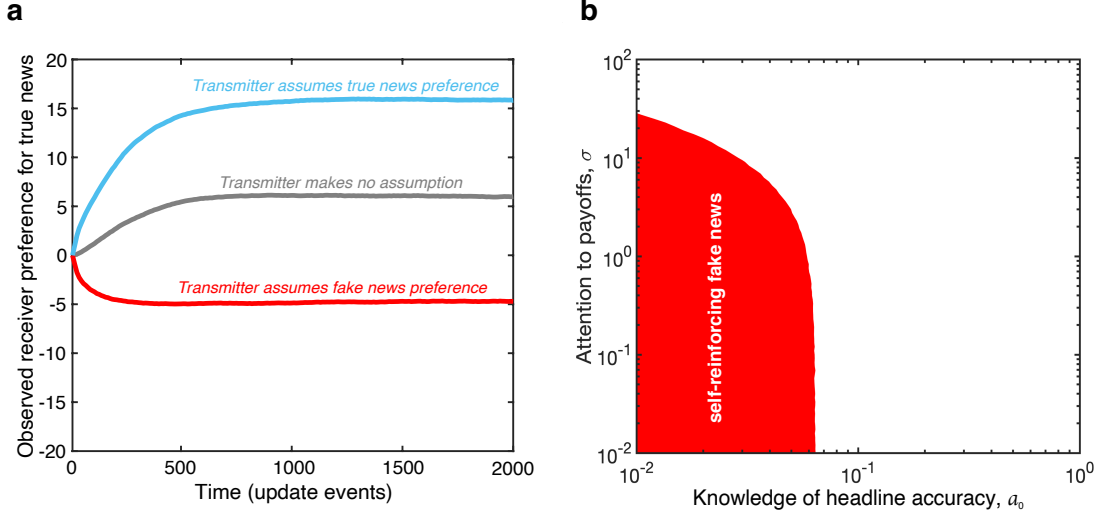 a
b
Observed receiver preference for true news
20
15
10
5
0
-5
-10
-15
-20
Transmitter assumes true news preference
Transmitter makes no assumption
Transmitter assumes fake news preference
0
500
1000
1500
2000
Time (update events)
Attention to payoffs, σ
10²
10¹
10⁰
10⁻¹
10⁻²
self-reinforcing fake news
10⁻²
10⁻¹
10⁰
Knowledge of headline accuracy, a₀